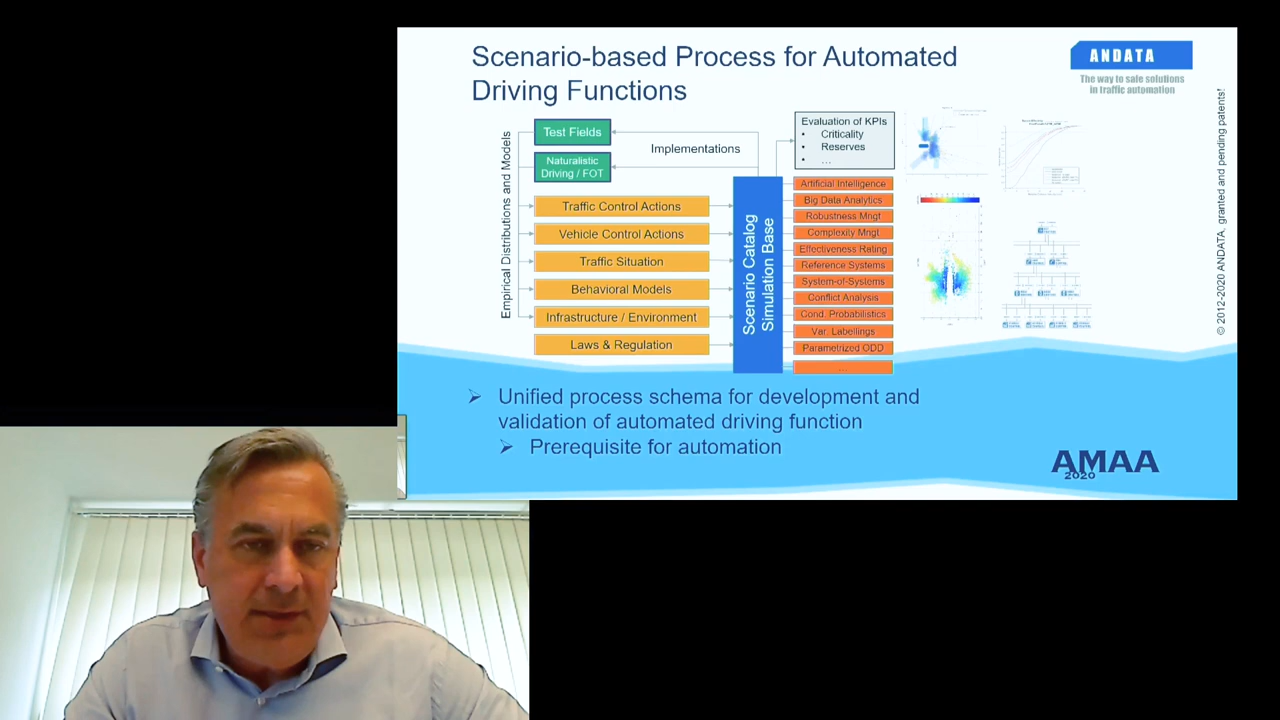 Scenario-based Process for Automated
Driving Functions
ANDATA
The way to safe solutions
in traffic automation
© 2012-2020 ANDATA. granted and pending patents!
Empirical Distributions and Models
Test Fields
Naturalistic
Driving / FOT
Implementations
Traffic Control Actions
Vehicle Control Actions
Traffic Situation
Behavioral Models
Infrastructure / Environment
Laws & Regulation
Scenario Catalog
Simulation Base
Evaluation of KPIs
• Criticality
• Reserves
• ...
Artificial Intelligence
Big Data Analytics
Robustness Mngt
Complexity Mngt
Effectiveness Rating
Reference Systems
System-of-Systems
Conflict Analysis
Cond. Probabilistics
Var. Labellings
Parametrized ODD
...
➢ Unified process schema for development and
validation of automated driving function
➢ Prerequisite for automation
AMAA
2020